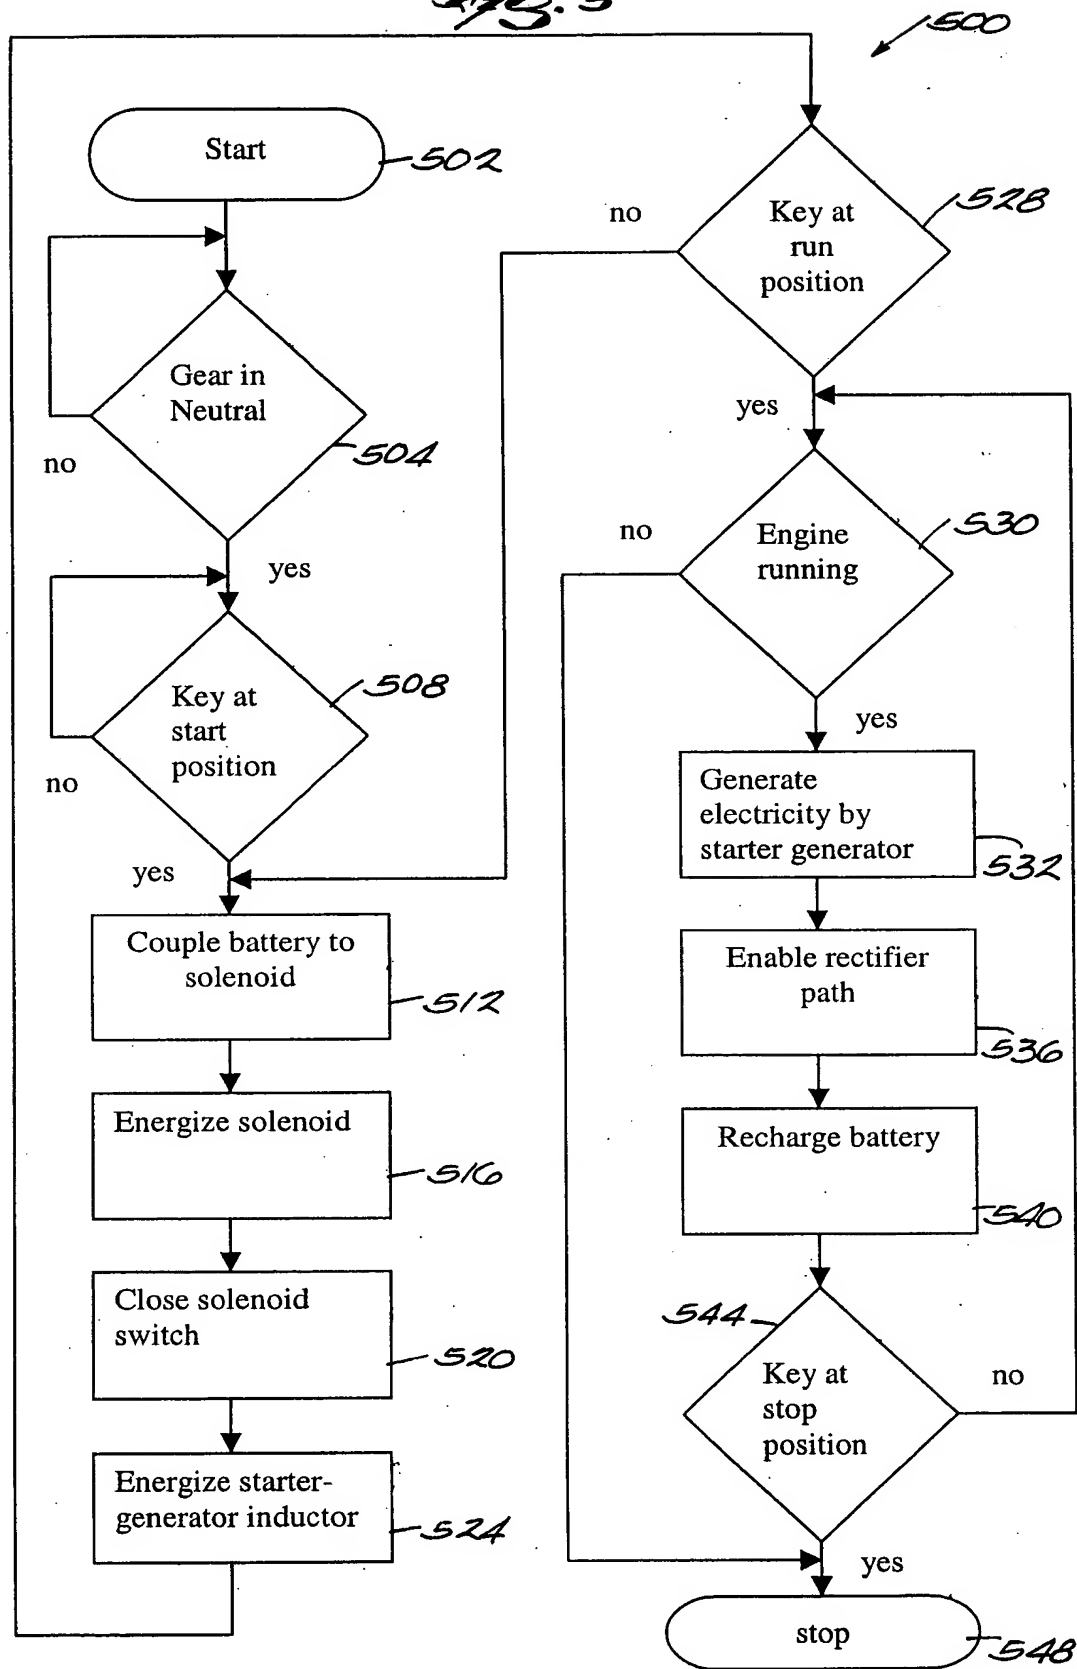 500
Start
502
Gear in
Neutral
504
no
yes
Key at
start
position
508
no
yes
Couple battery to
solenoid
512
Energize solenoid
516
Close solenoid
switch
520
Energize starter-
generator inductor
524
Key at
run
position
528
no
yes
Engine
running
530
no
yes
Generate
electricity by
starter generator
532
Enable rectifier
path
536
Recharge battery
540
544
Key at
stop
position
no
yes
stop
548